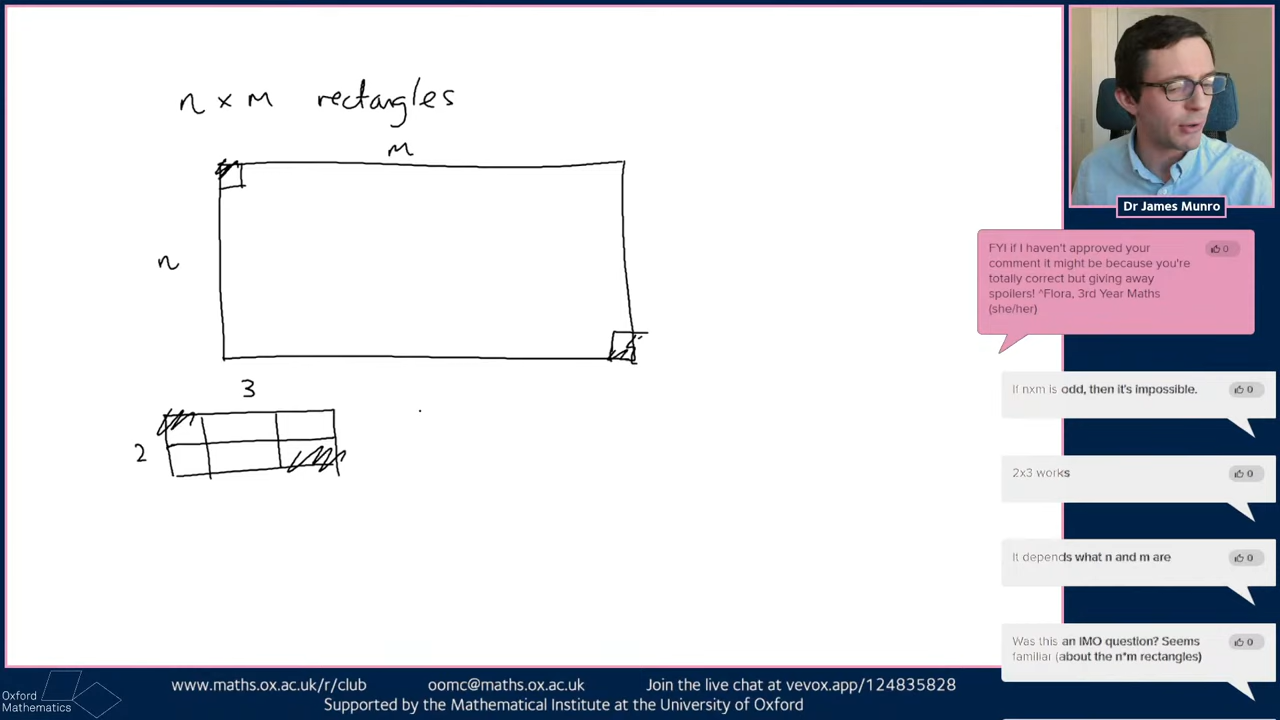 n x m rectangles
m
n
3
2
Dr James Munro
FYI if I haven't approved your
comment it might be because you're
totally correct but giving away
spoilers! ^Flora, 3rd Year Maths
(she/her)
0
If nxm is odd, then it's impossible.
0
2x3 works
0
It depends what n and m are
0
Was this an IMO question? Seems
familiar (about the n*m rectangles)
0
Oxford
Mathematics
www.maths.ox.ac.uk/r/club oomc@maths.ox.ac.uk Join the live chat at vevox.app/124835828
Supported by the Mathematical Institute at the University of Oxford